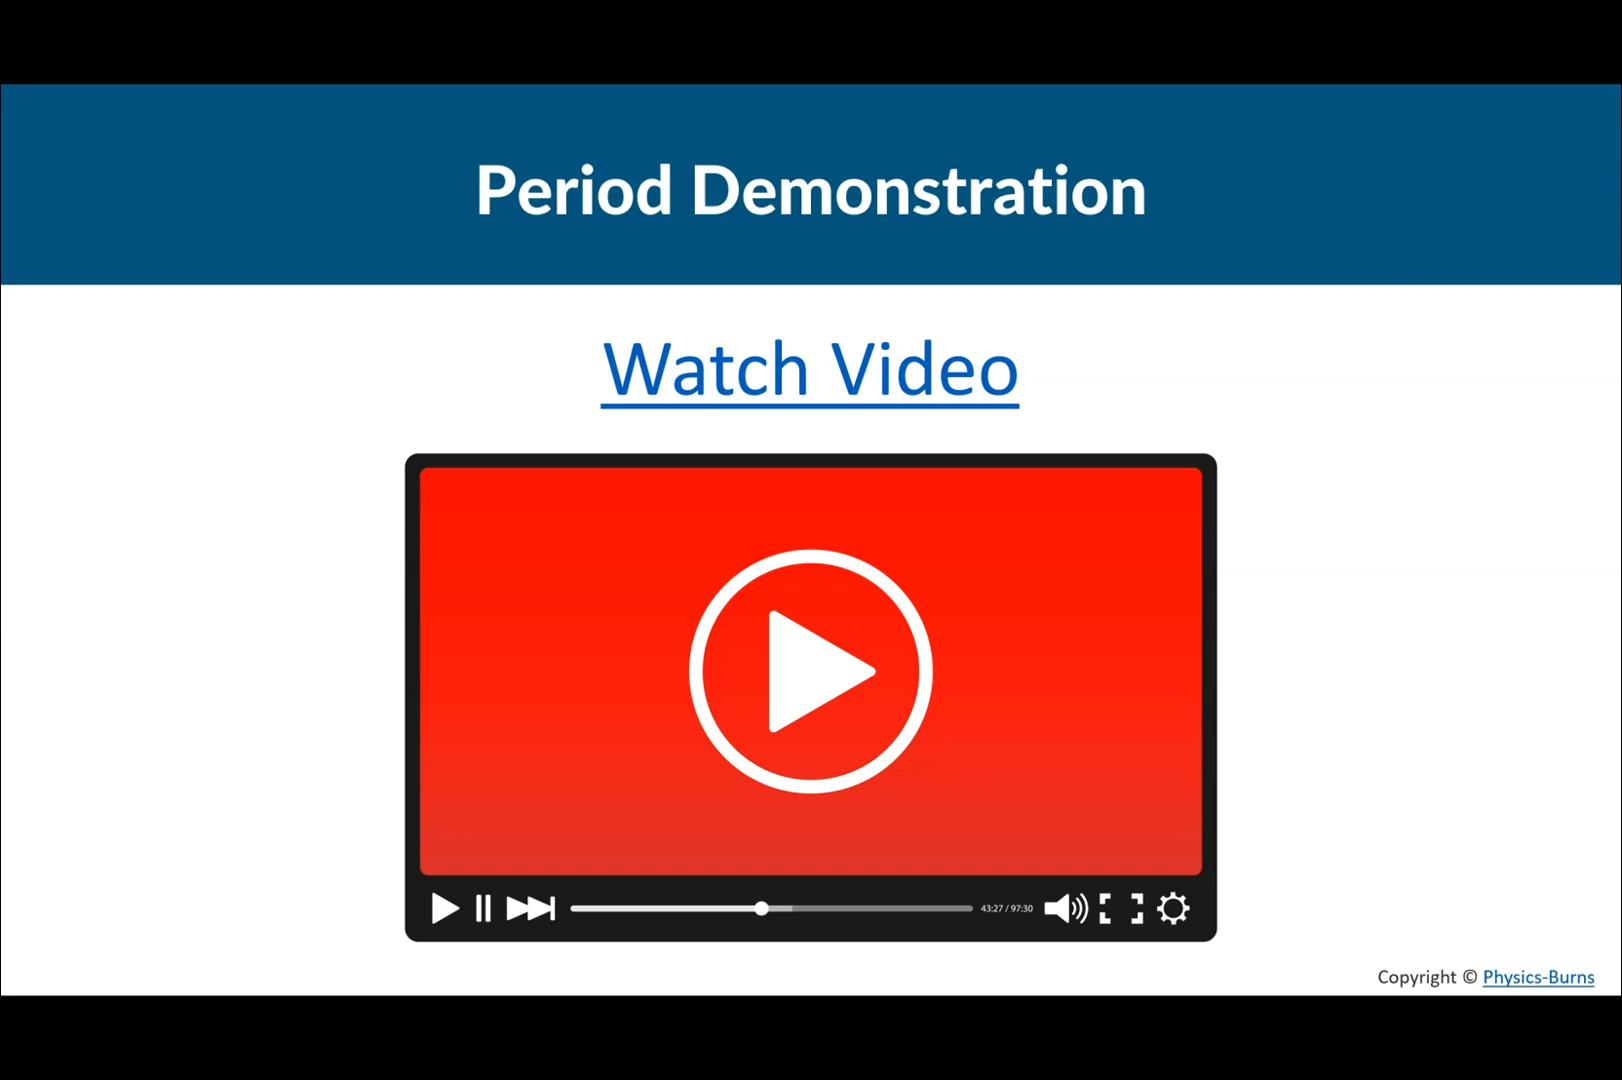 Period Demonstration
Watch Video
43:27 / 97:30
Copyright © Physics-Burns